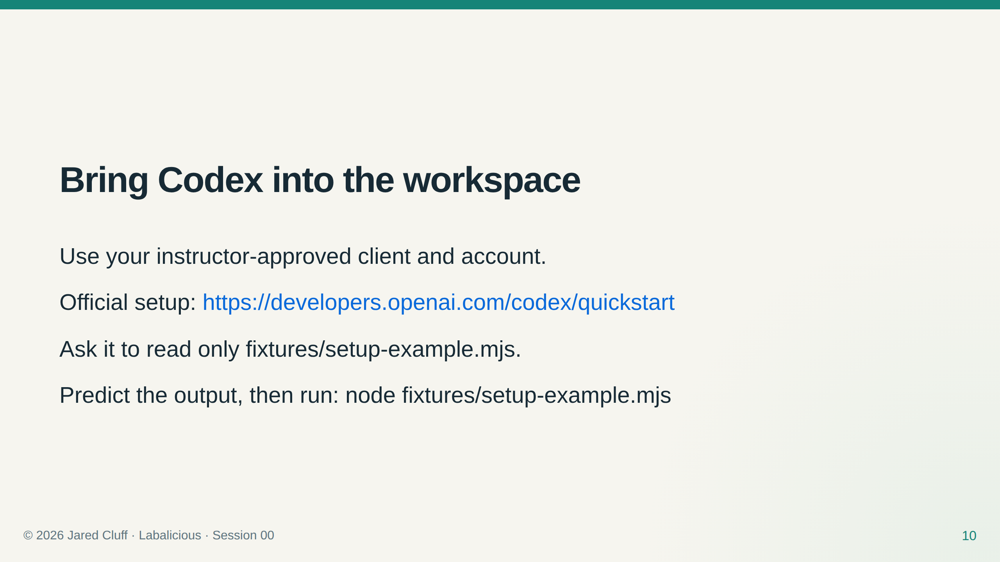 Bring Codex into the workspace
Use your instructor-approved client and account.
Official setup: https://developers.openai.com/codex/quickstart
Ask it to read only fixtures/setup-example.mjs.
Predict the output, then run: node fixtures/setup-example.mjs
© 2026 Jared Cluff · Labalicious · Session 00
10